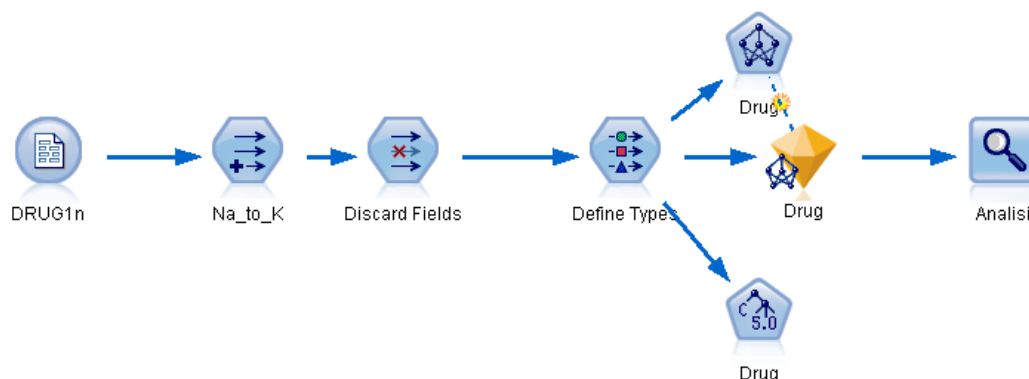 Drug
DRUG1n
Na_to_K
Discard Fields
Define Types
Drug
Analisi
C 5.0
Drug